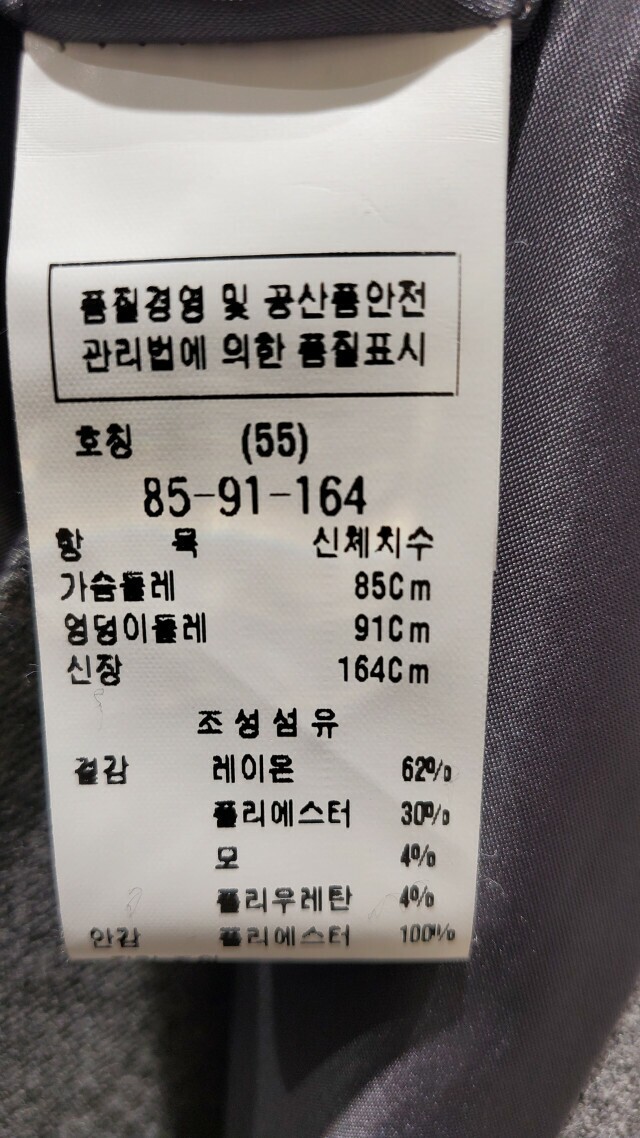 품질경영 및 공산품안전
관리법에 의한 품질표시
호칭 (55)
85-91-164
항 목 신체치수
가슴둘레 85Cm
엉덩이둘레 91Cm
신장 164Cm
조성섬유
겉감 레이온 62%
폴리에스터 30%
모 4%
폴리우레탄 4%
안감 폴리에스터 100%